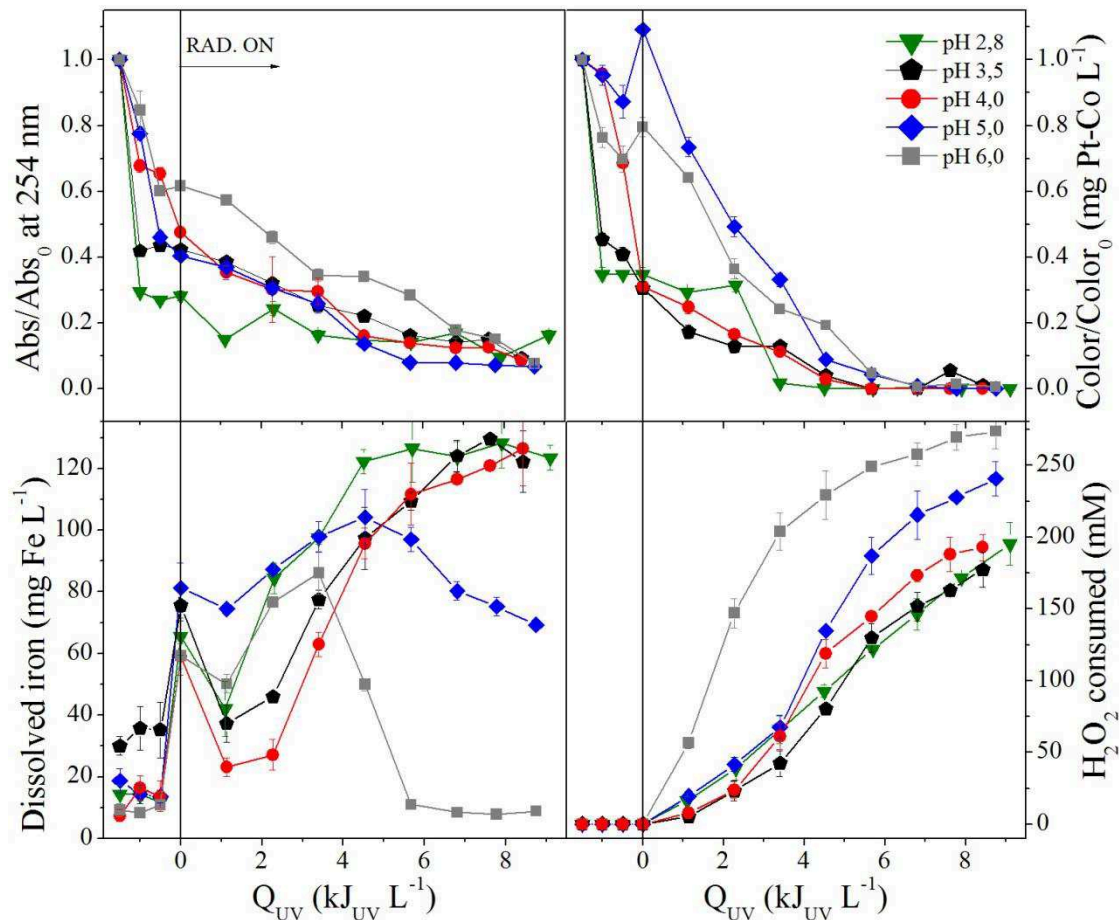 RAD. ON
1.0
0.8
0.6
0.4
0.2
0.0
Abs/Abs₀ at 254 nm
pH 2,8
pH 3,5
pH 4,0
pH 5,0
pH 6,0
1.0
0.8
0.6
0.4
0.2
0.0
Color/Color₀ (mg Pt-Co L⁻¹)
120
100
80
60
40
20
0
Dissolved iron (mg Fe L⁻¹)
0 2 4 6 8
Q_UV (kJ_UV L⁻¹)
250
200
150
100
50
0
H₂O₂ consumed (mM)
0 2 4 6 8
Q_UV (kJ_UV L⁻¹)